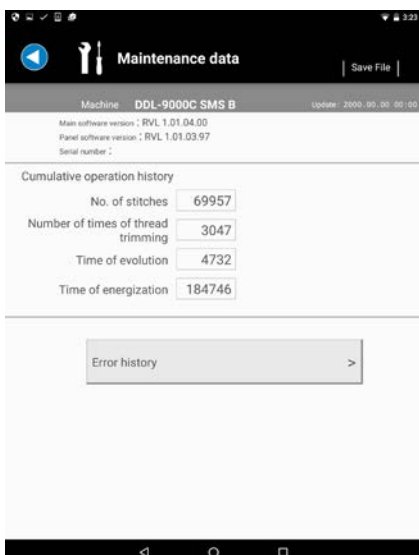 3:23
Maintenance data
Save File
Machine DDL-9000C SMS B Update: 2000.00.00 00:00
Main software version : RVL 1.01.04.00
Panel software version : RVL 1.01.03.97
Serial number :
Cumulative operation history
No. of stitches 69957
Number of times of thread
trimming 3047
Time of evolution 4732
Time of energization 184746
Error history >